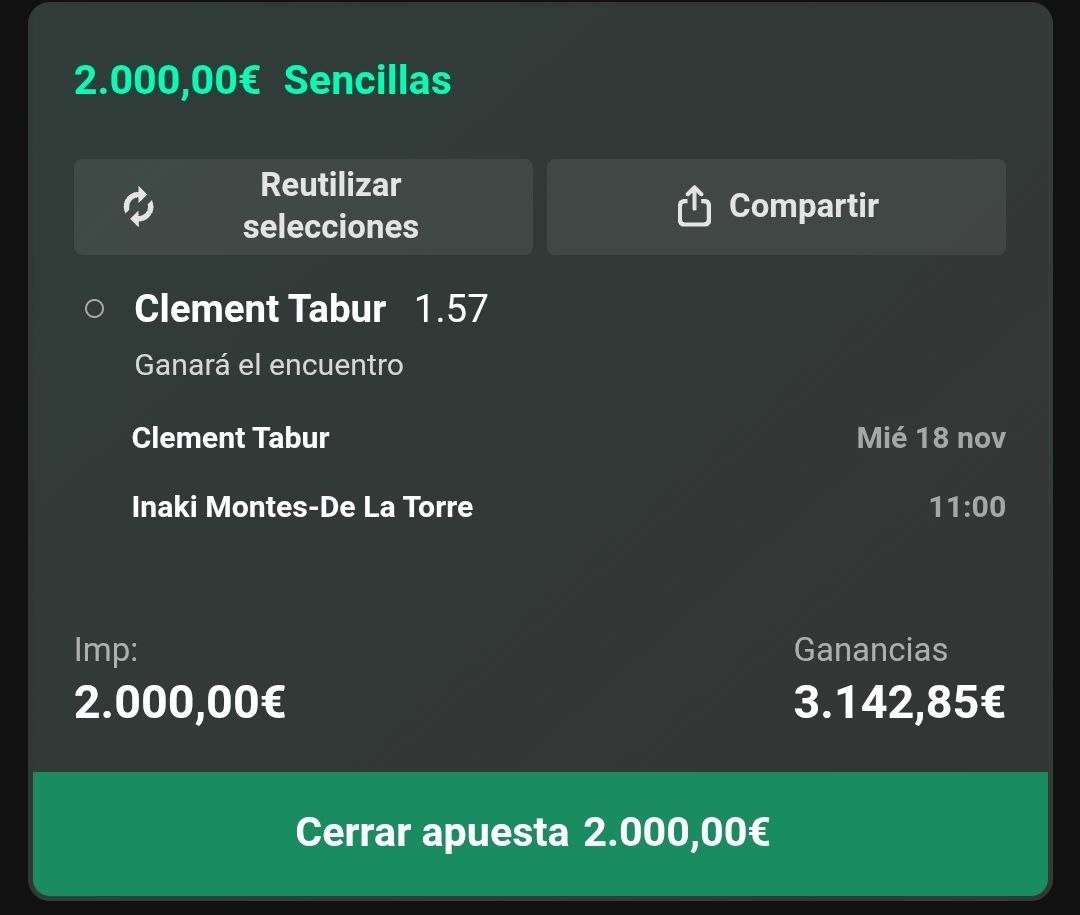 2.000,00€ Sencillas
Reutilizar
selecciones
Compartir
Clement Tabur 1.57
Ganará el encuentro
Clement Tabur Mié 18 nov
Inaki Montes-De La Torre 11:00
Imp: Ganancias
2.000,00€ 3.142,85€
Cerrar apuesta 2.000,00€